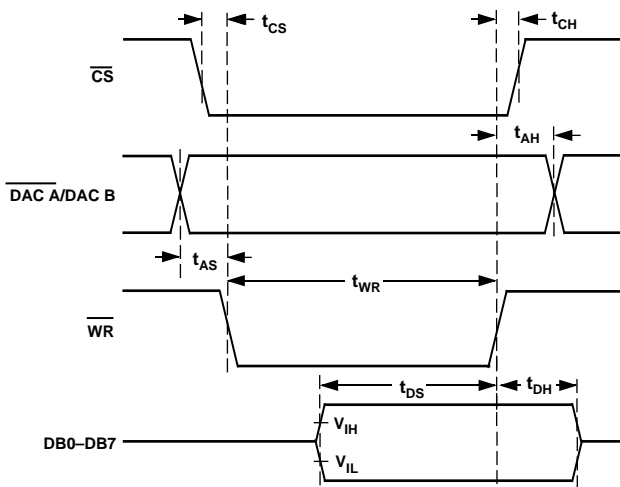 tCS
tCH
CS
tAH
DAC A/DAC B
tAS
tWR
WR
tDS
tDH
VIH
DB0–DB7
VIL